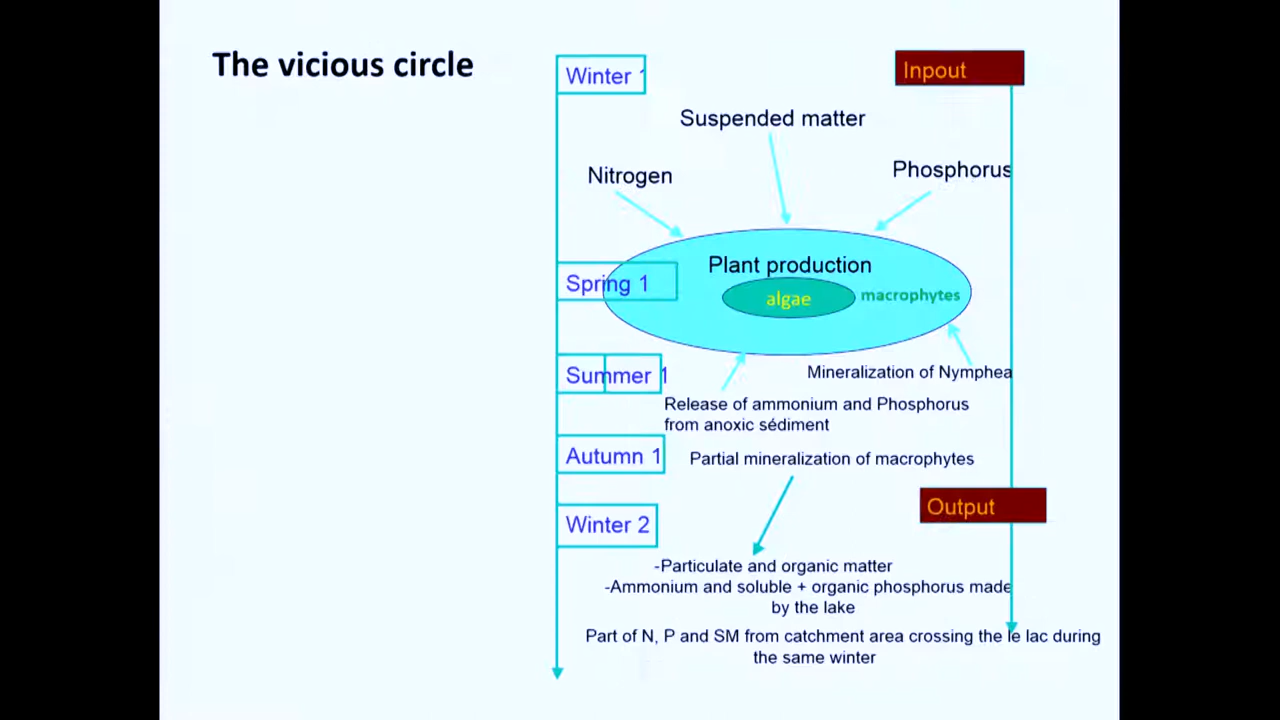 The vicious circle
Winter 1
Inpout
Suspended matter
Nitrogen
Phosphorus
Plant production
Spring 1
algae
macrophytes
Summer 1
Mineralization of Nymphea
Release of ammonium and Phosphorus
from anoxic sédiment
Autumn 1
Partial mineralization of macrophytes
Output
Winter 2
-Particulate and organic matter
-Ammonium and soluble + organic phosphorus made
by the lake
Part of N, P and SM from catchment area crossing the le lac during
the same winter